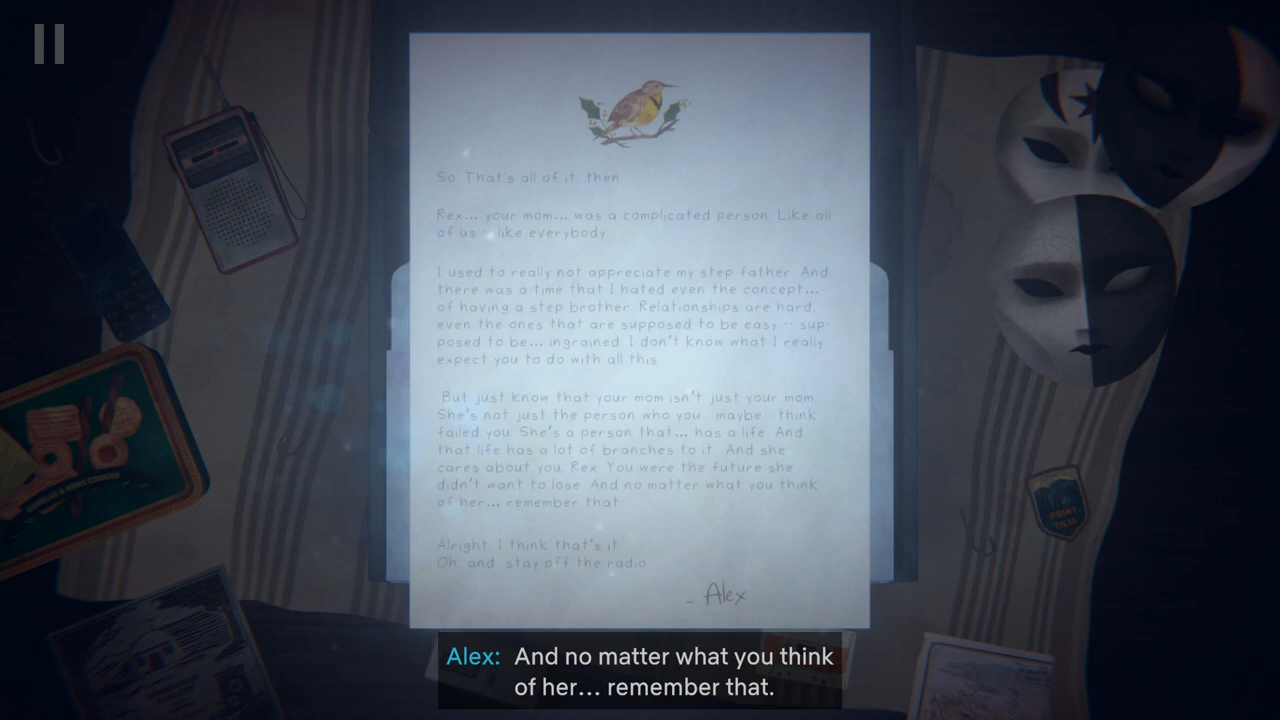 So. That's all of it, then.
Rex... your mom... was a complicated person. Like all
of us -- like everybody.
I used to really not appreciate my step father. And
there was a time that I hated even the concept...
of having a step brother. Relationships are hard,
even the ones that are supposed to be easy -- sup-
posed to be... ingrained. I don't know what I really
expect you to do with all this.
But just know that your mom isn't just your mom.
She's not just the person who you, maybe, think
failed you. She's a person that... has a life. And
that life has a lot of branches to it. And she
cares about you, Rex. You were the future she
didn't want to lose. And no matter what you think
of her... remember that.
Alright. I think that's it.
Oh, and, stay off the radio.
- Alex
POINT
TILIA
Alex: And no matter what you think
of her... remember that.